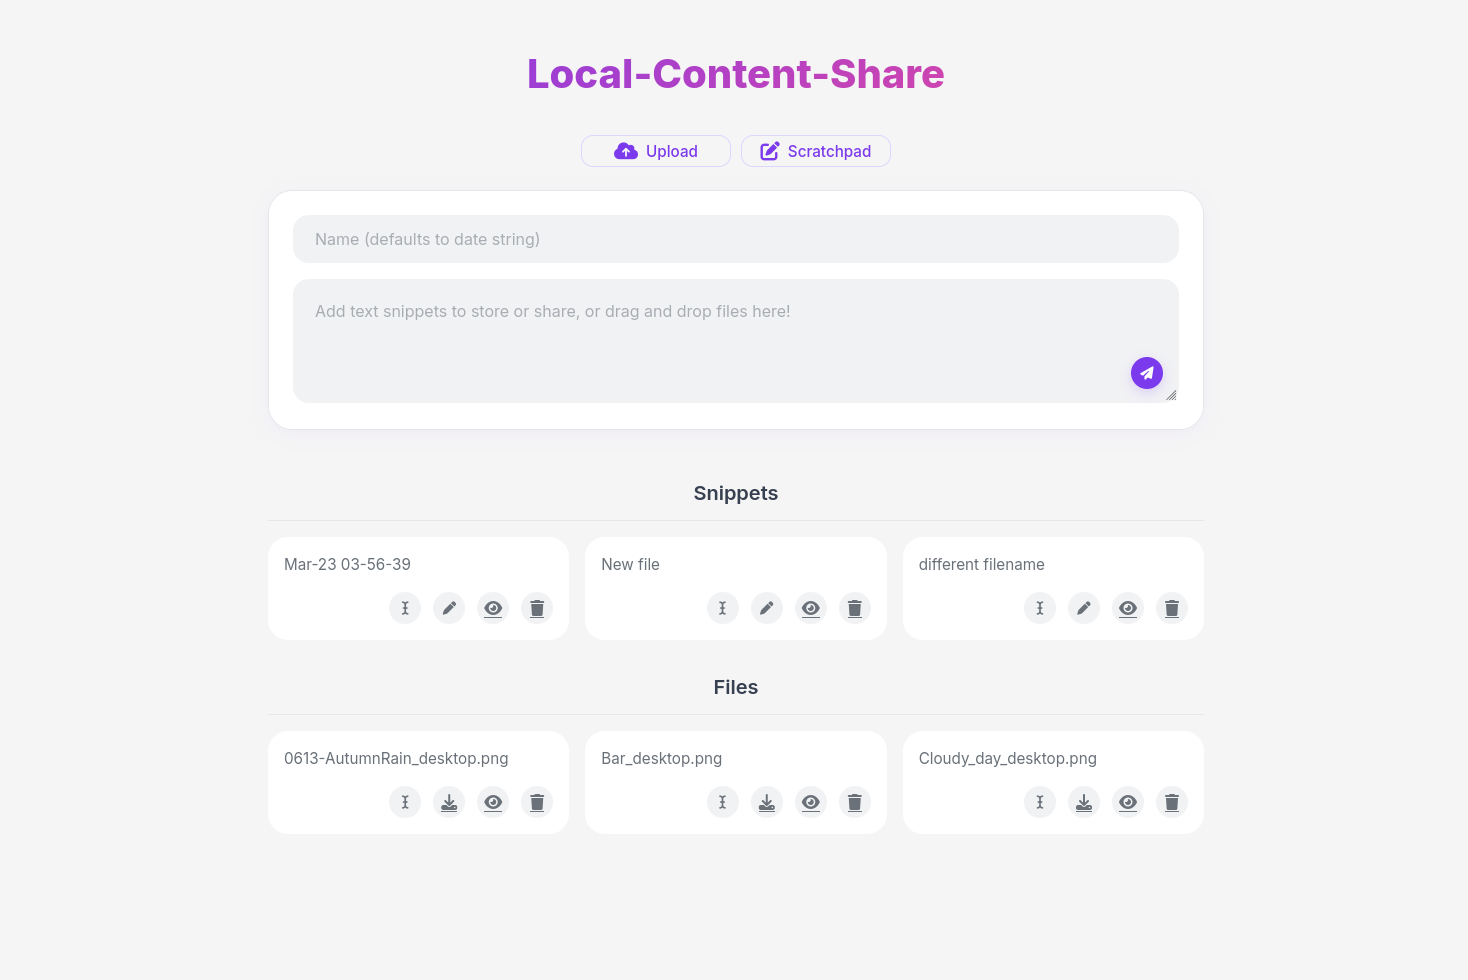 Local-Content-Share
Upload
Scratchpad
Name (defaults to date string)
Add text snippets to store or share, or drag and drop files here!
Snippets
Mar-23 03-56-39
New file
different filename
Files
0613-AutumnRain_desktop.png
Bar_desktop.png
Cloudy_day_desktop.png